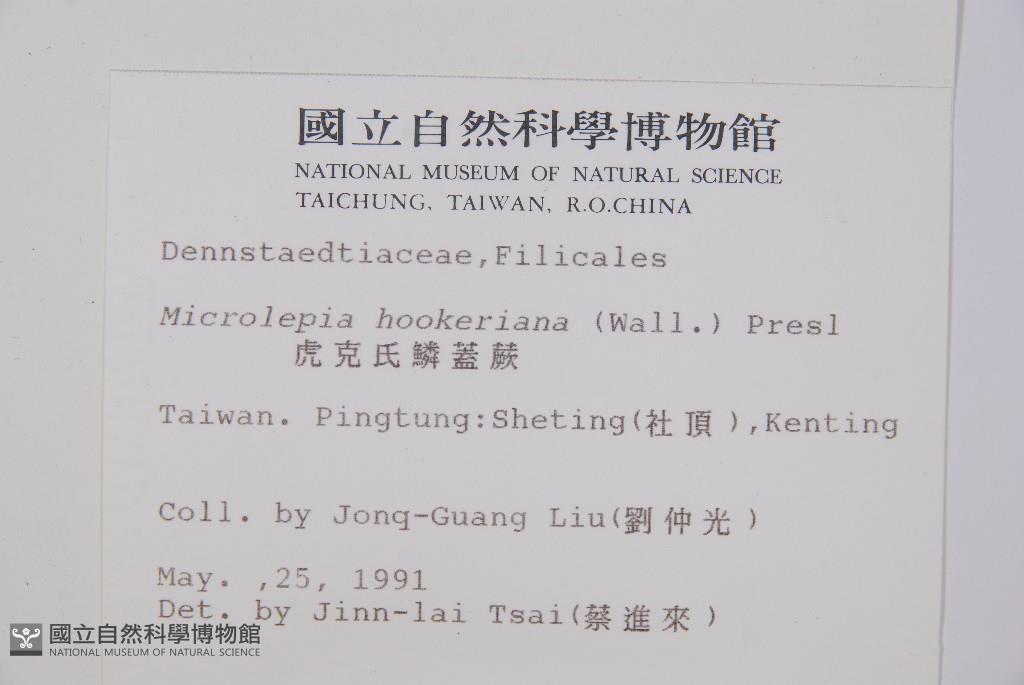 國立自然科學博物館
NATIONAL MUSEUM OF NATURAL SCIENCE
TAICHUNG, TAIWAN, R.O.CHINA
Dennstaedtiaceae,Filicales
Microlepia hookeriana (Wall.) Presl
虎克氏鱗蓋蕨
Taiwan. Pingtung:Sheting(社頂),Kenting
Coll. by Jonq-Guang Liu(劉仲光)
May. ,25, 1991
Det. by Jinn-lai Tsai(蔡進來)
國立自然科學博物館
NATIONAL MUSEUM OF NATURAL SCIENCE